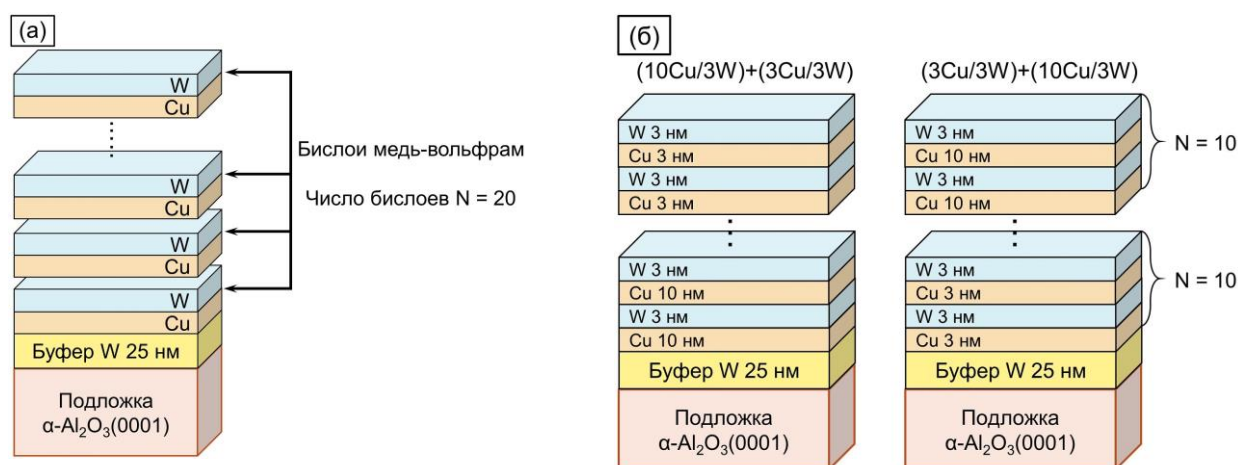 (а)
W
Cu
W
Cu
W
Cu
W
Cu
Буфер W 25 нм
Подложка
α-Al₂O₃(0001)
Бислои медь-вольфрам
Число бислоев N = 20
(б)
(10Cu/3W)+(3Cu/3W)
W 3 нм
Cu 3 нм
W 3 нм
Cu 3 нм
W 3 нм
Cu 10 нм
W 3 нм
Cu 10 нм
Буфер W 25 нм
Подложка
α-Al₂O₃(0001)
(3Cu/3W)+(10Cu/3W)
W 3 нм
Cu 10 нм
W 3 нм
Cu 10 нм
N = 10
W 3 нм
Cu 3 нм
W 3 нм
Cu 3 нм
N = 10
Буфер W 25 нм
Подложка
α-Al₂O₃(0001)